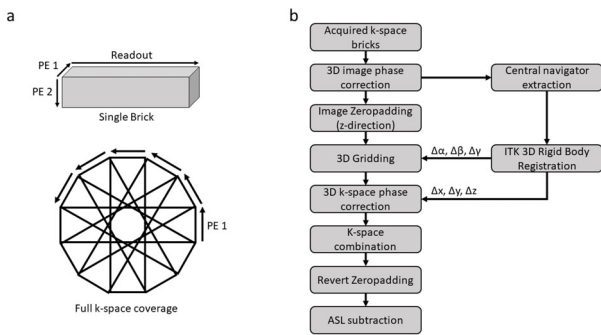 a
Readout
PE 1
PE 2
Single Brick
PE 1
Full k-space coverage
b
Acquired k-space
bricks
3D image phase
correction
Central navigator
extraction
Image Zeropadding
(z-direction)
3D Gridding
Δα, Δβ, Δγ
ITK 3D Rigid Body
Registration
3D k-space phase
correction
Δx, Δy, Δz
K-space
combination
Revert Zeropadding
ASL subtraction